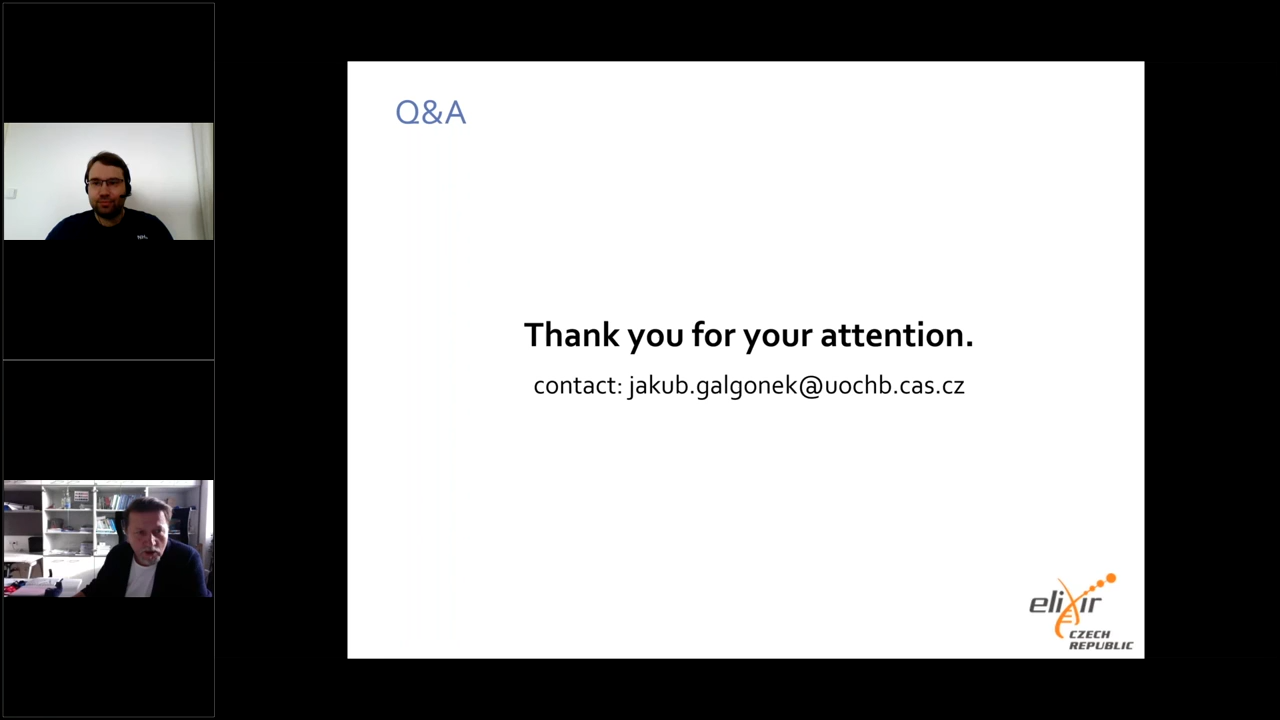 Q&A
Thank you for your attention.
contact: jakub.galgonek@uochb.cas.cz
elixir
CZECH
REPUBLIC